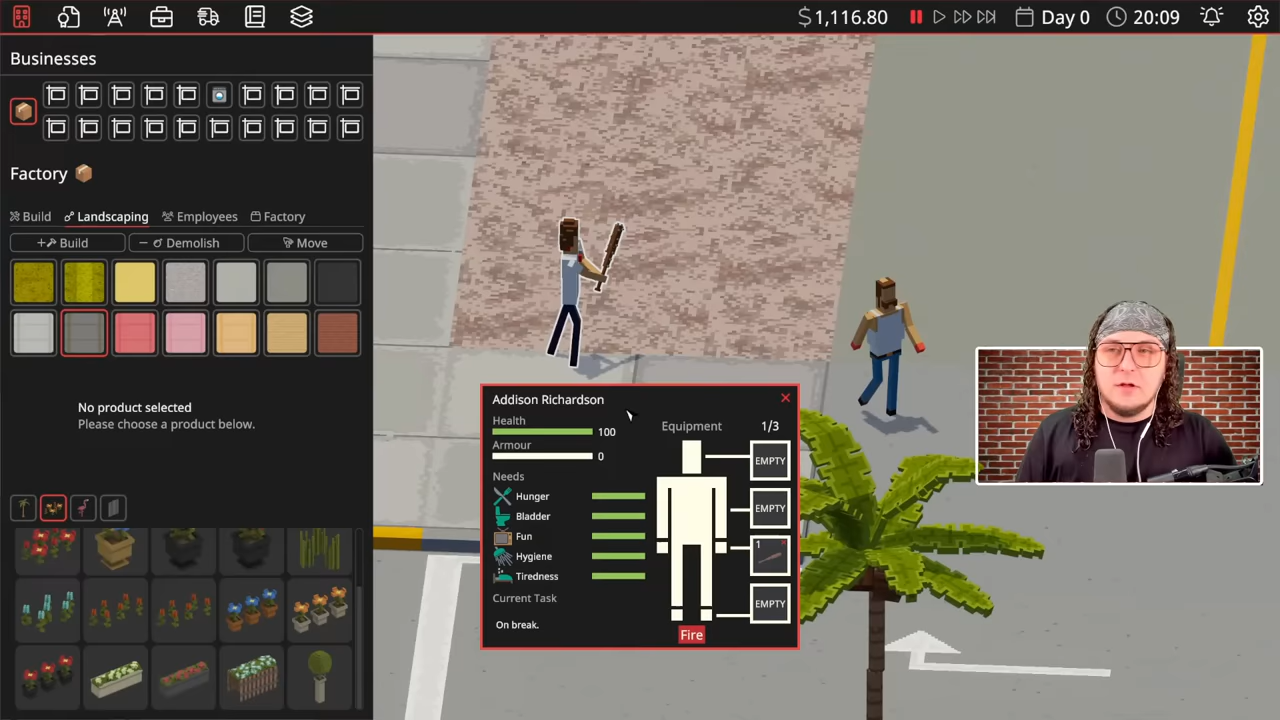 $ 1,116.80
Day 0
20:09
Businesses
Factory
Build
Landscaping
Employees
Factory
Build
Demolish
Move
No product selected
Please choose a product below.
Addison Richardson
Health
100
Armour
0
Needs
Hunger
Bladder
Fun
Hygiene
Tiredness
Current Task
On break.
Equipment
1/3
EMPTY
EMPTY
1
EMPTY
Fire